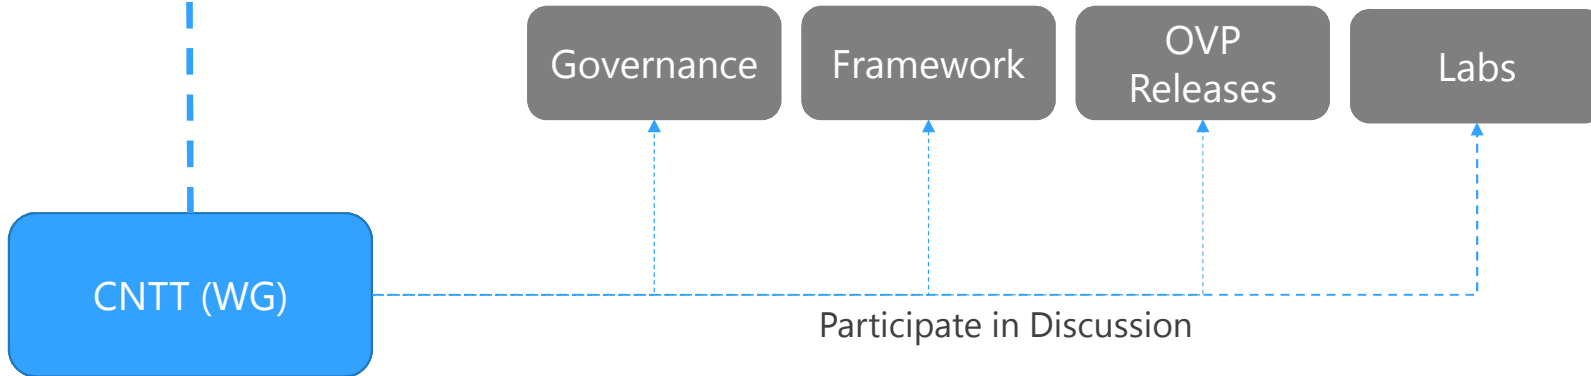 Governance
Framework
OVP
Releases
Labs
CNTT (WG)
Participate in Discussion